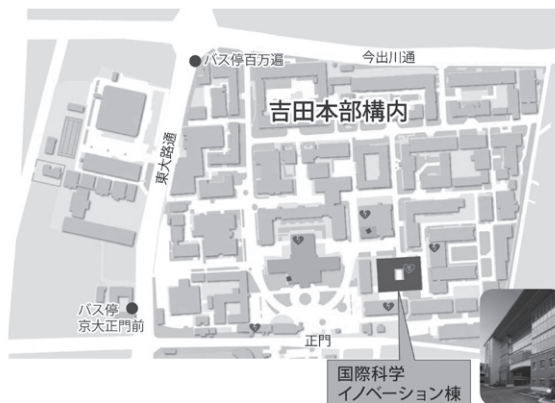 今出川通
バス停百万遍
吉田本部構内
東大路通
バス停
京大正門前
正門
国際科学
イノベーション棟